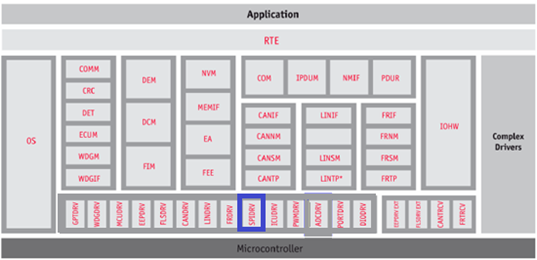 Application
RTE
OS
COMM
CRC
DET
ECUM
WDGM
WDGIF
DEM
DCM
FIM
NVM
MEMIF
EA
FEE
COM
IPDUM
NMIF
PDUR
CANIF
CANNM
CANSM
CANTP
LINIF
LINSM
LINTP*
FRIF
FRNM
FRSM
FRTP
IOHW
Complex
Drivers
GPTDRV
WDGDRV
MCUDRV
EEPDRV
FLSDRV
CANDRV
LINDRV
FRDRV
SPIDRV
ICUDRV
PWMDRV
ADCDRV
PORTDRV
DIODRV
EEPDRV EXT
FLSDRV EXT
CANTRCV
FRTRCV
Microcontroller